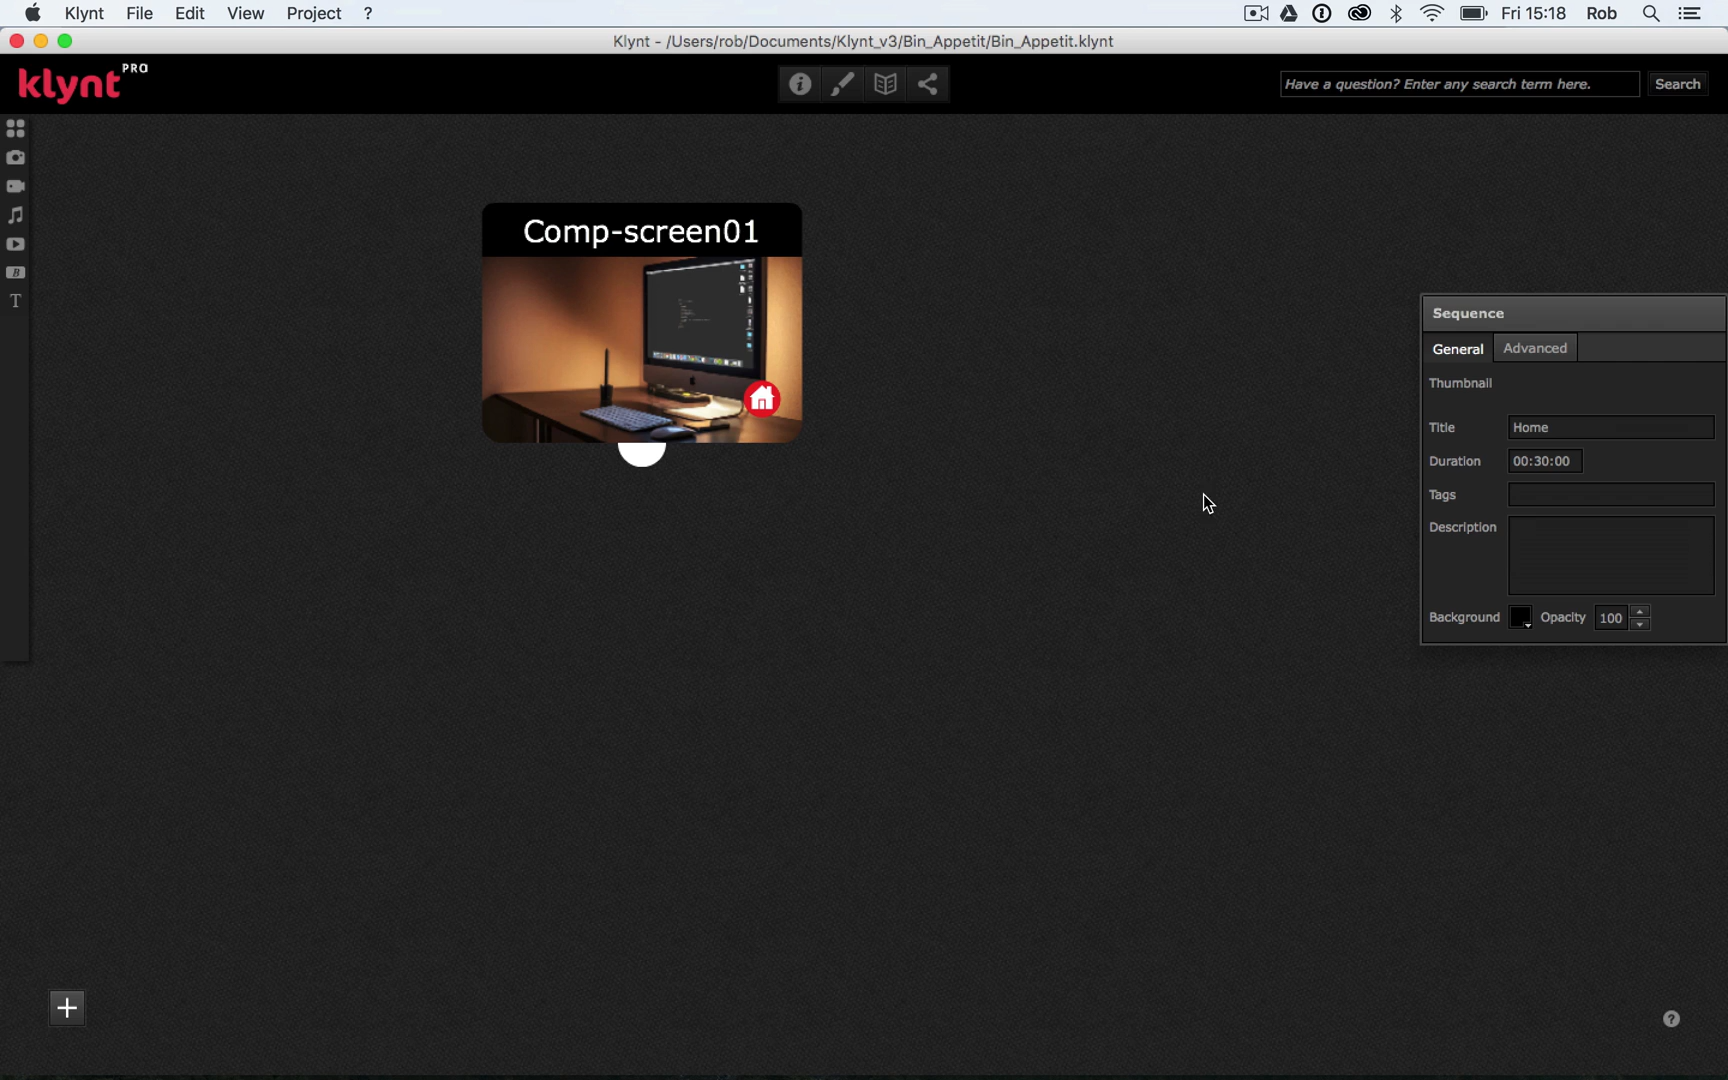 Klynt File Edit View Project ? Fri 15:18 Rob
Klynt - /Users/rob/Documents/Klynt_v3/Bin_Appetit/Bin_Appetit.klynt
klynt PRO
Have a question? Enter any search term here. Search
B
T
Comp-screen01
Sequence
General Advanced
Thumbnail
Title Home
Duration 00:30:00
Tags
Description
Background Opacity 100
+
?